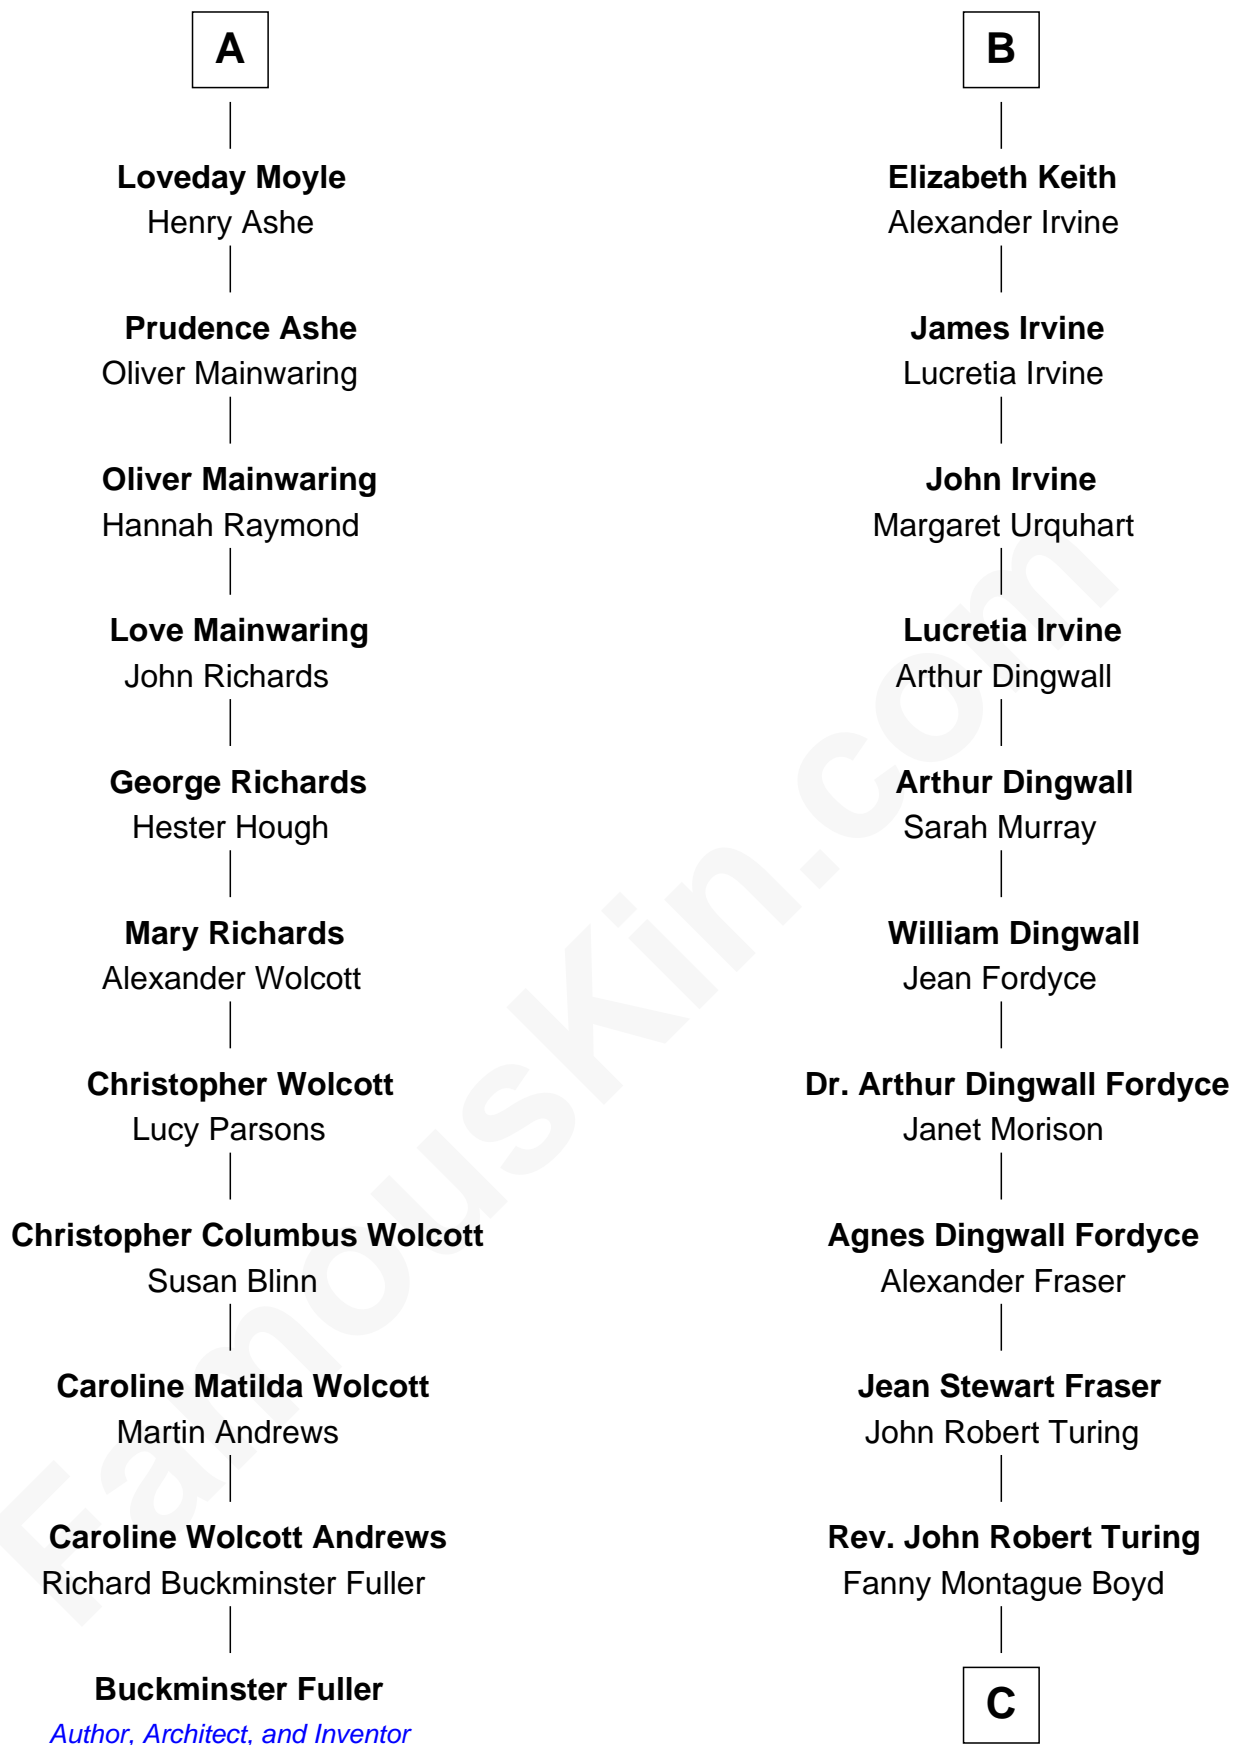 A
Loveday Moyle
Henry Ashe
Prudence Ashe
Oliver Mainwaring
Oliver Mainwaring
Hannah Raymond
Love Mainwaring
John Richards
George Richards
Hester Hough
Mary Richards
Alexander Wolcott
Christopher Wolcott
Lucy Parsons
Christopher Columbus Wolcott
Susan Blinn
Caroline Matilda Wolcott
Martin Andrews
Caroline Wolcott Andrews
Richard Buckminster Fuller
Buckminster Fuller
Author, Architect, and Inventor
B
Elizabeth Keith
Alexander Irvine
James Irvine
Lucretia Irvine
John Irvine
Margaret Urquhart
Lucretia Irvine
Arthur Dingwall
Arthur Dingwall
Sarah Murray
William Dingwall
Jean Fordyce
Dr. Arthur Dingwall Fordyce
Janet Morison
Agnes Dingwall Fordyce
Alexander Fraser
Jean Stewart Fraser
John Robert Turing
Rev. John Robert Turing
Fanny Montague Boyd
C
FamousKin.com